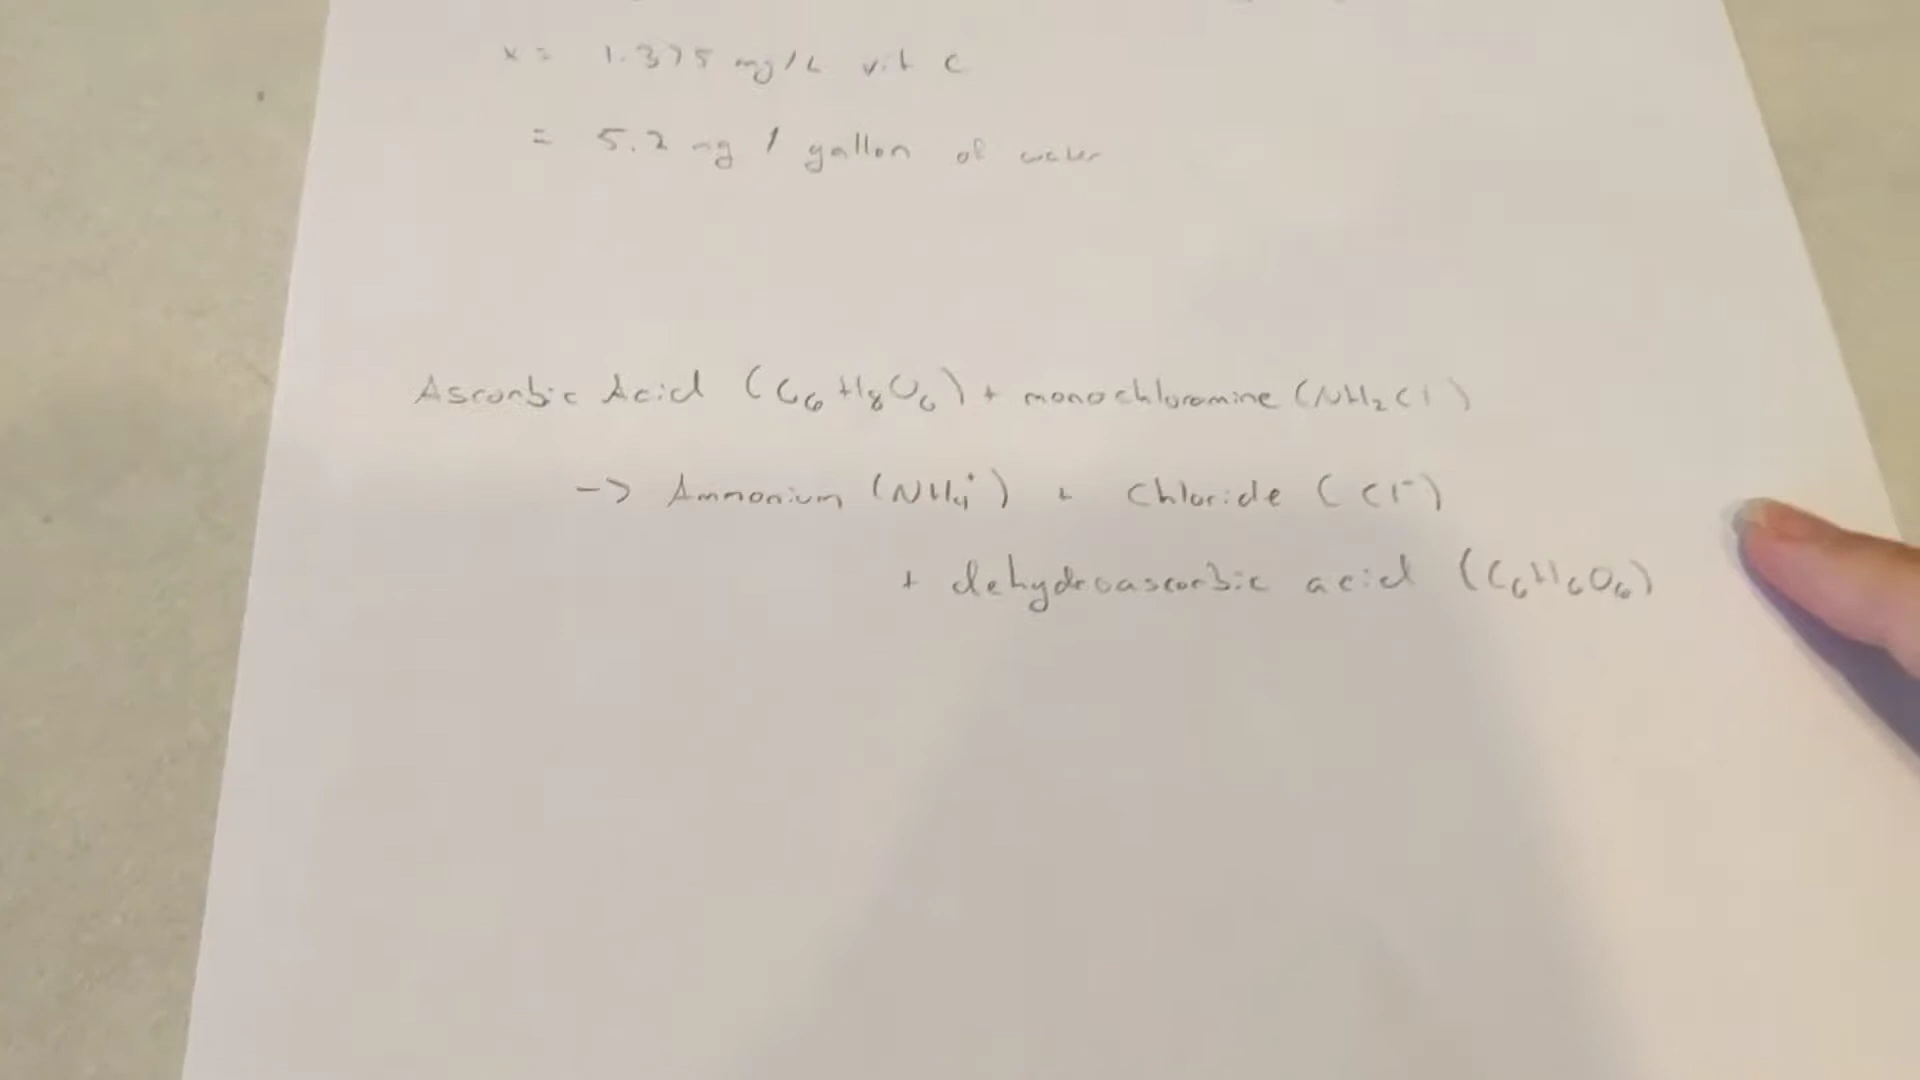 x = 1.375 mg/L vit C
= 5.2 mg / gallon of water
Ascorbic Acid (C₆H₈O₆) + monochloramine (NH₂Cl)
-> Ammonium (NH₄⁺) + Chloride (Cl⁻)
+ dehydroascorbic acid (C₆H₆O₆)